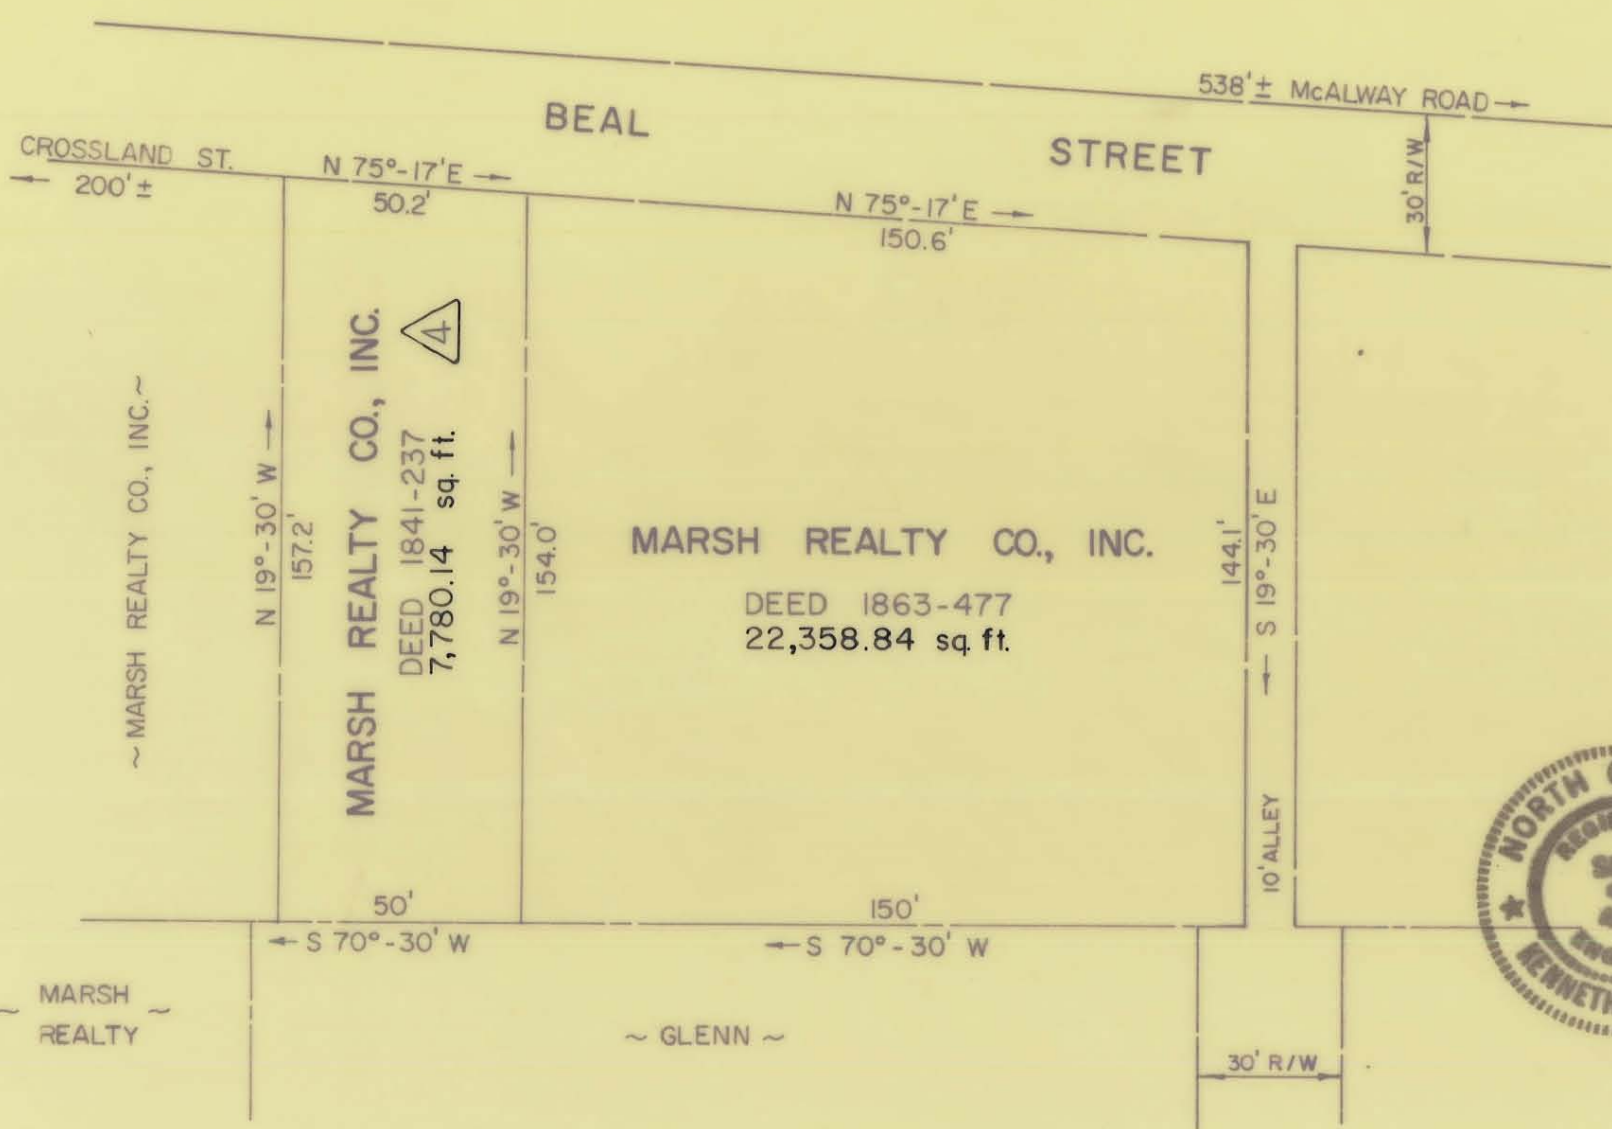 538'± McALWAY ROAD
BEAL STREET
30' R/W
CROSSLAND ST.
200'±
N 75°-17'E
50.2'
N 75°-17'E
150.6'
~MARSH REALTY CO., INC.~
N 19°-30' W
157.2'
MARSH REALTY CO., INC.
DEED 1841-237
7,780.14 sq. ft.
4
N 19°-30' W
154.0'
MARSH REALTY CO., INC.
DEED 1863-477
22,358.84 sq. ft.
144.1'
S 19°-30' E
10' ALLEY
50'
S 70°-30' W
150'
S 70°-30' W
~ MARSH ~
REALTY
~ GLENN ~
30' R/W
NORTH
KENNETH